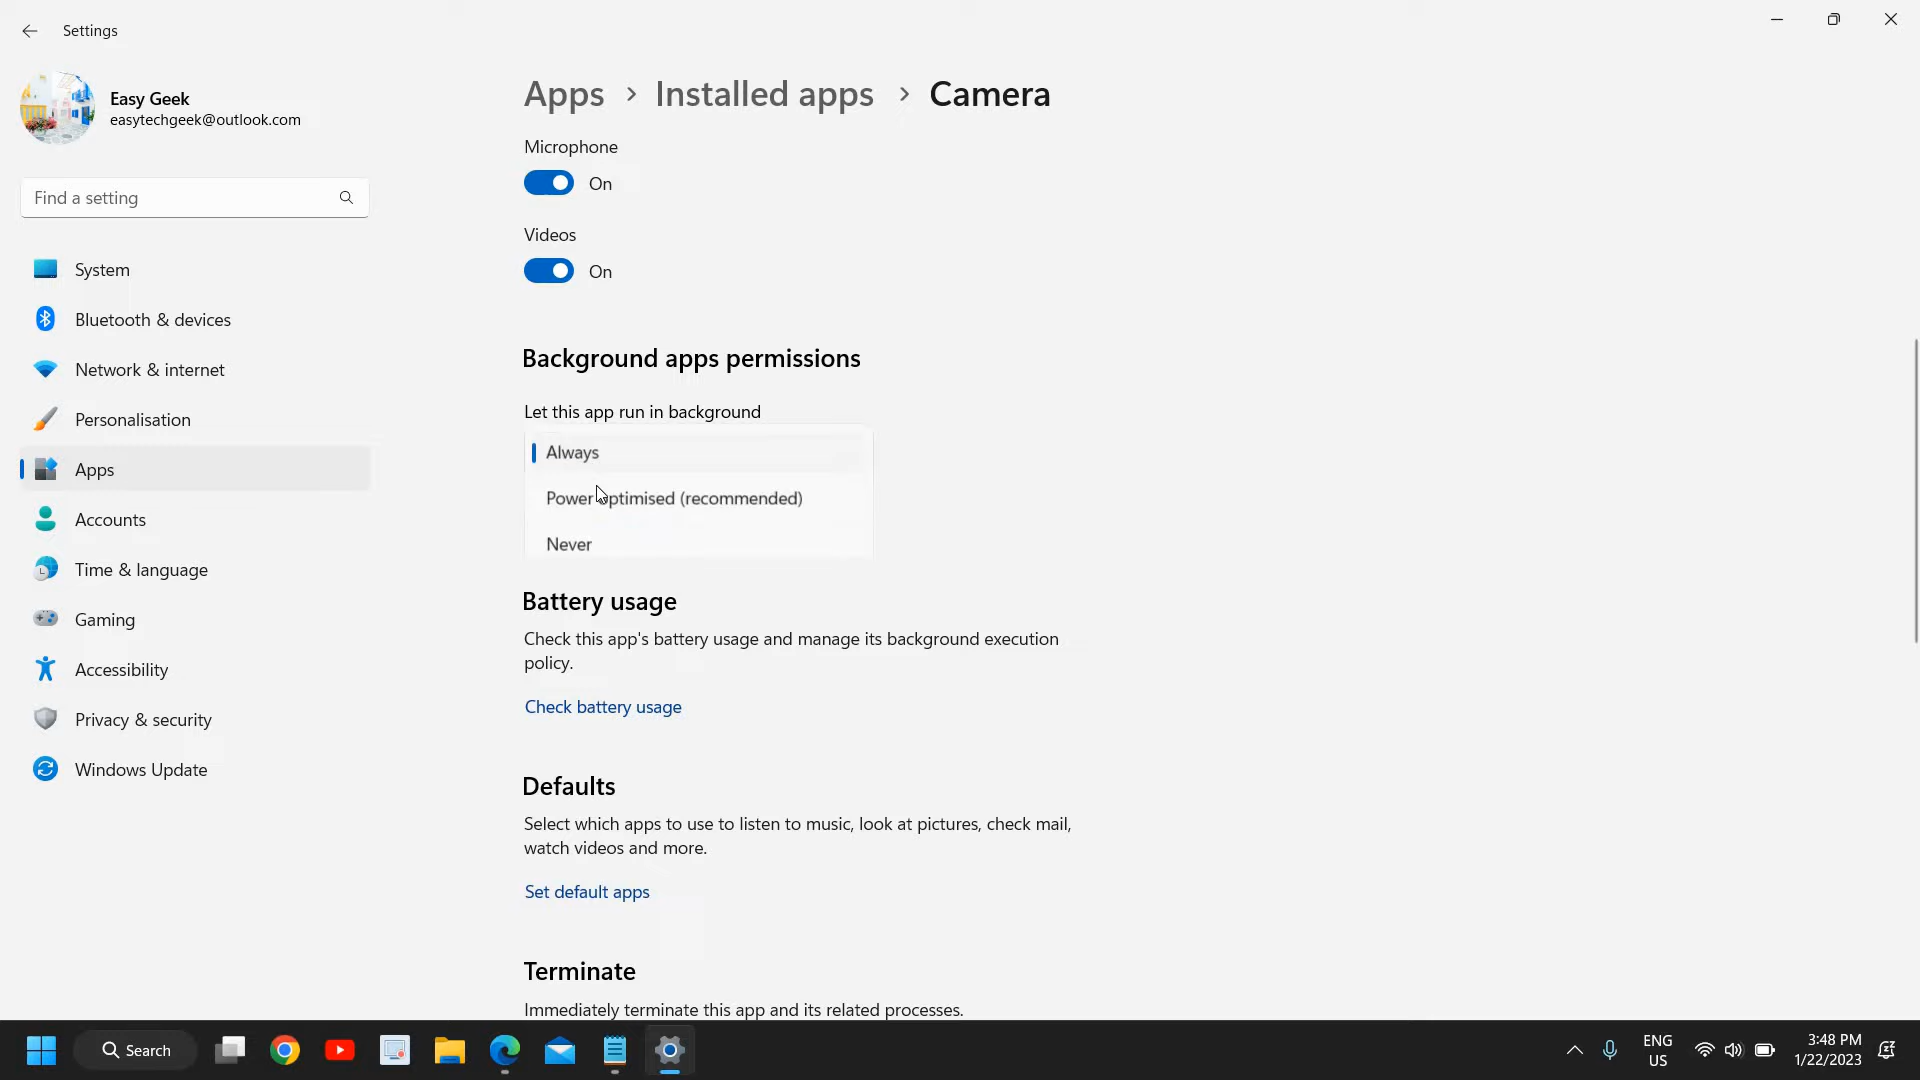 Settings
Easy Geek
easytechgeek@outlook.com
Find a setting
System
Bluetooth & devices
Network & internet
Personalisation
Apps
Accounts
Time & language
Gaming
Accessibility
Privacy & security
Windows Update
Apps > Installed apps > Camera
Microphone
On
Videos
On
Background apps permissions
Let this app run in background
Always
Power optimised (recommended)
Never
Battery usage
Check this app's battery usage and manage its background execution
policy.
Check battery usage
Defaults
Select which apps to use to listen to music, look at pictures, check mail,
watch videos and more.
Set default apps
Terminate
Immediately terminate this app and its related processes.
Search
ENG
US
3:48 PM
1/22/2023